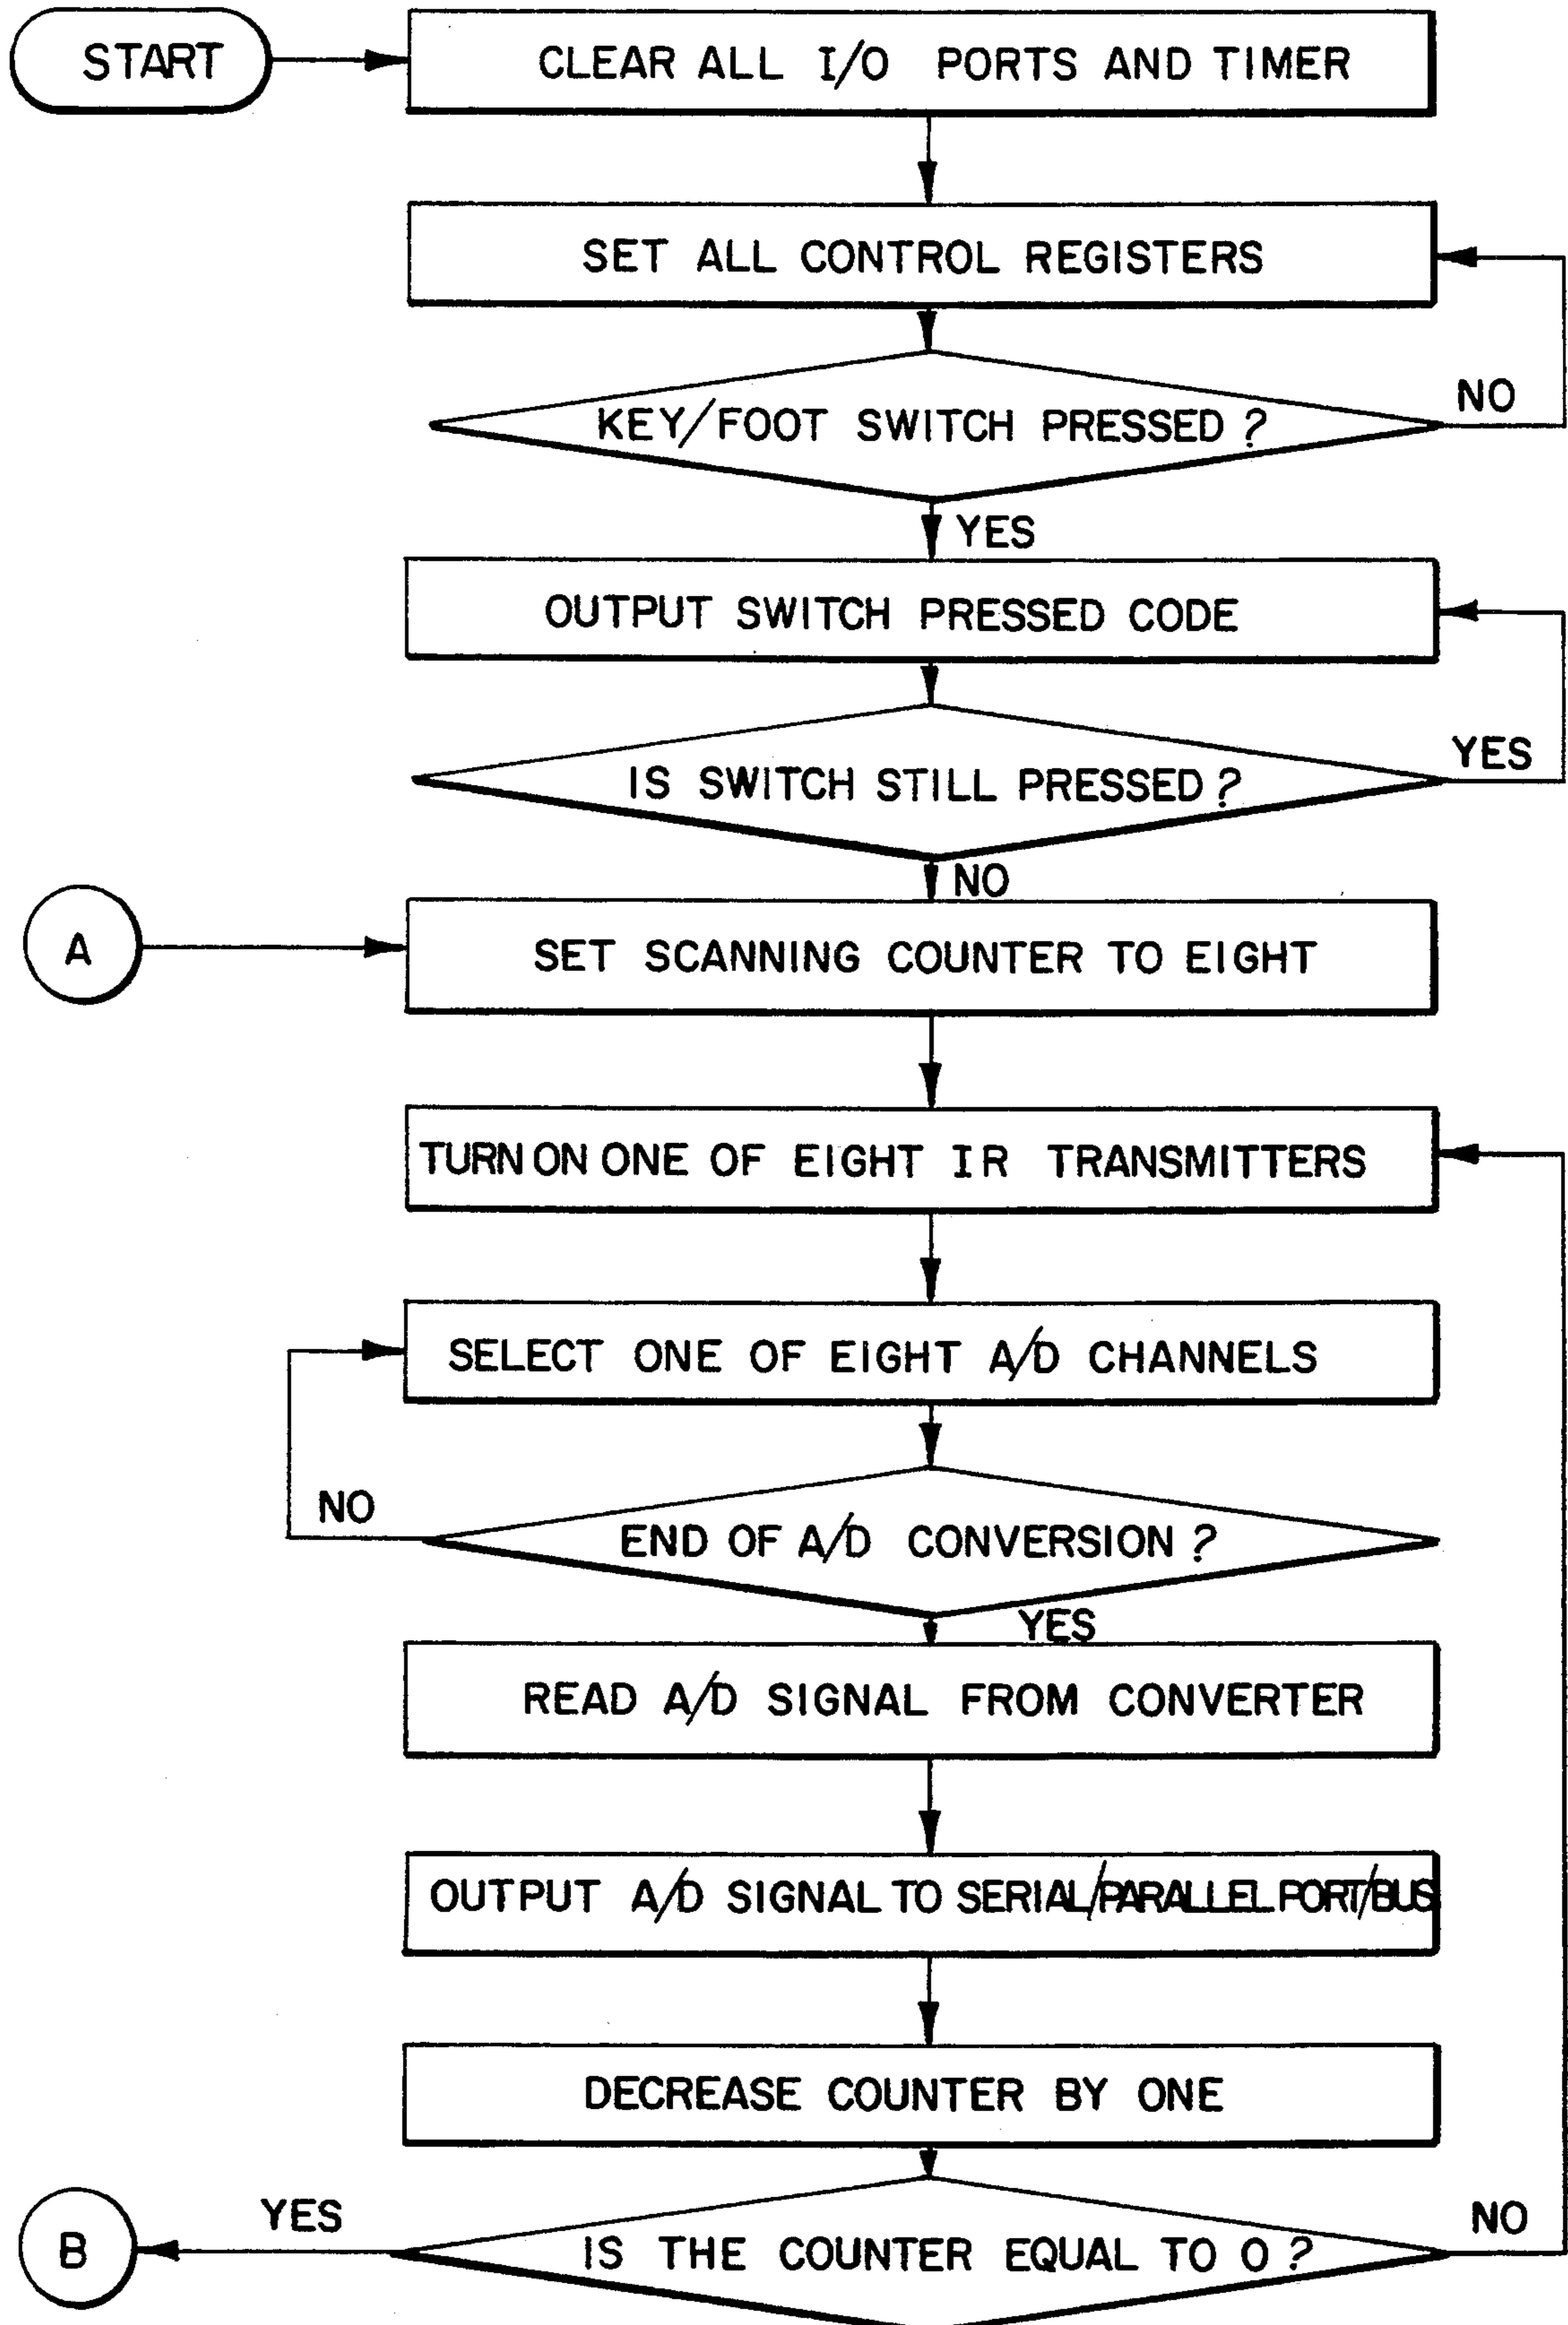 START
CLEAR ALL I/O PORTS AND TIMER
SET ALL CONTROL REGISTERS
KEY/FOOT SWITCH PRESSED?
NO
YES
OUTPUT SWITCH PRESSED CODE
IS SWITCH STILL PRESSED?
YES
NO
A
SET SCANNING COUNTER TO EIGHT
TURN ON ONE OF EIGHT IR TRANSMITTERS
SELECT ONE OF EIGHT A/D CHANNELS
NO
END OF A/D CONVERSION?
YES
READ A/D SIGNAL FROM CONVERTER
OUTPUT A/D SIGNAL TO SERIAL/PARALLEL PORT/BUS
DECREASE COUNTER BY ONE
B
YES
IS THE COUNTER EQUAL TO 0?
NO